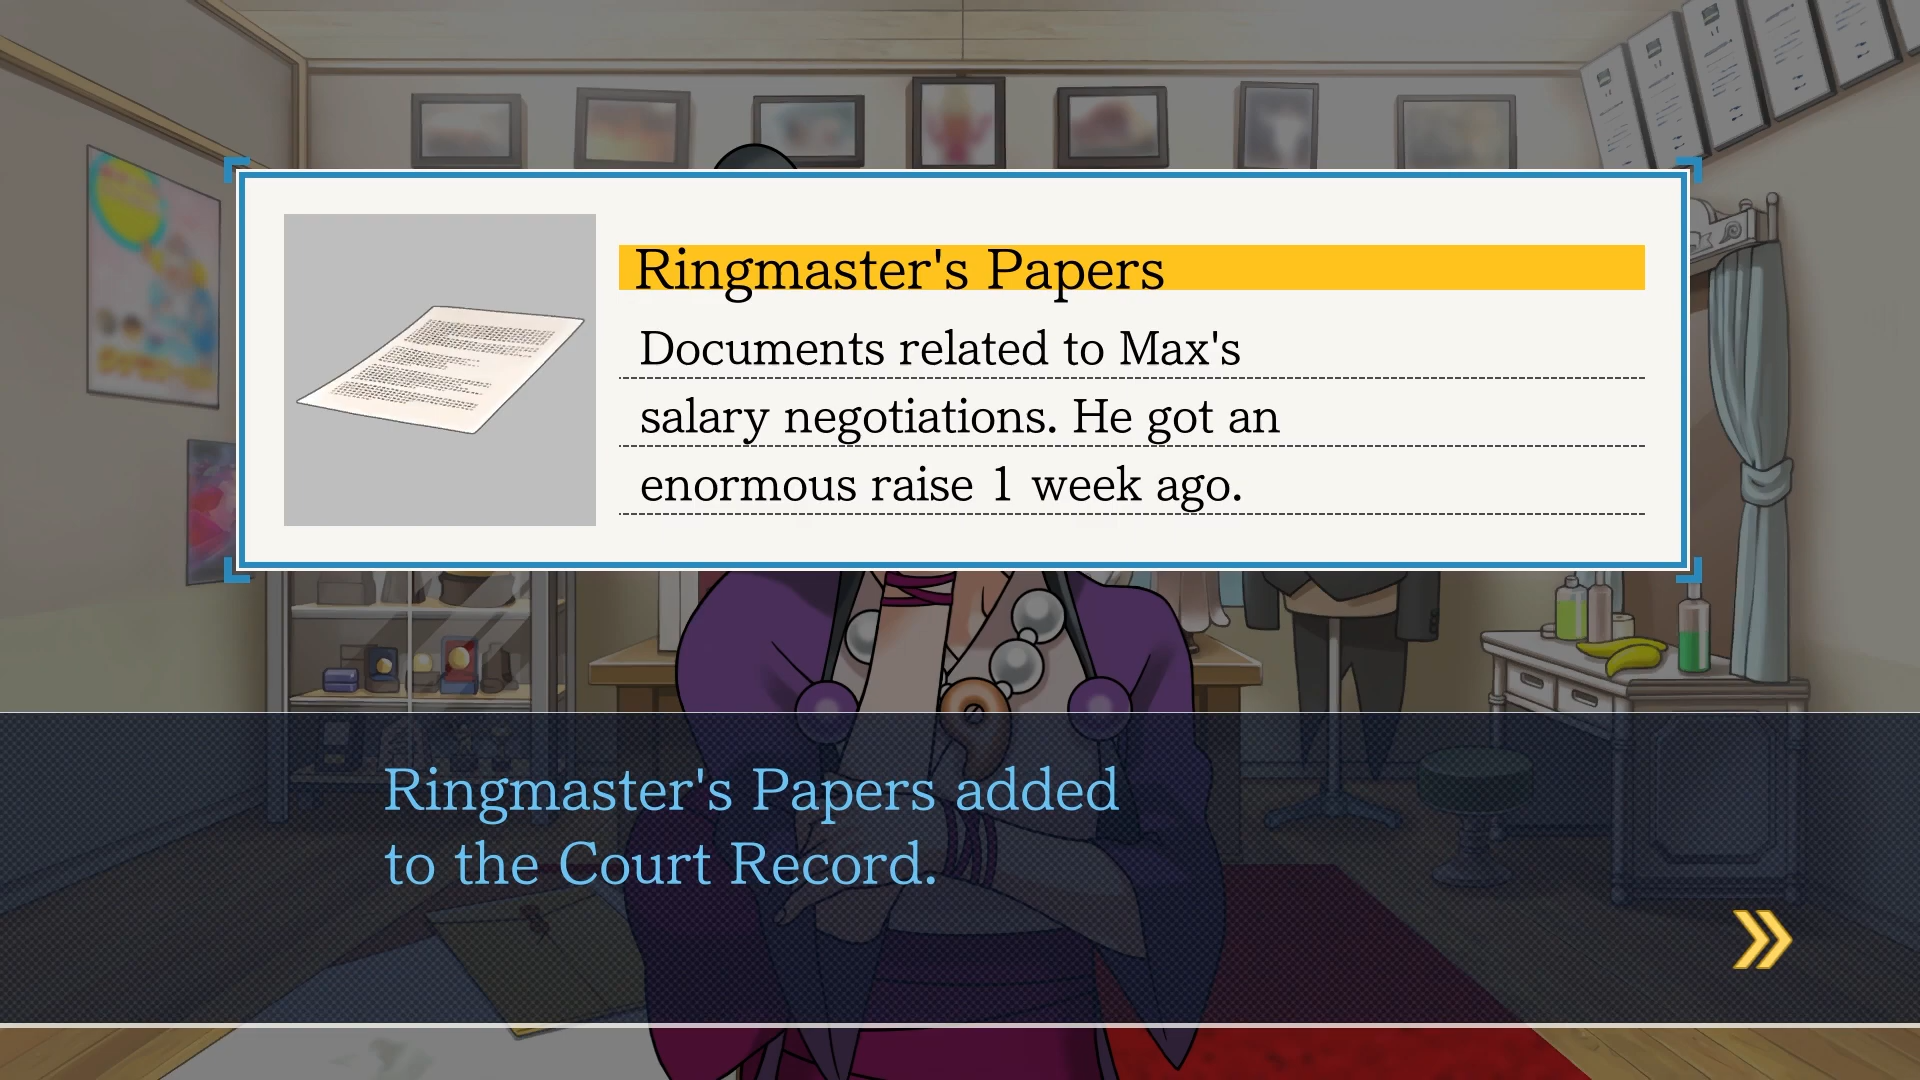 Ringmaster's Papers
Documents related to Max's
salary negotiations. He got an
enormous raise 1 week ago.
Ringmaster's Papers added
to the Court Record.